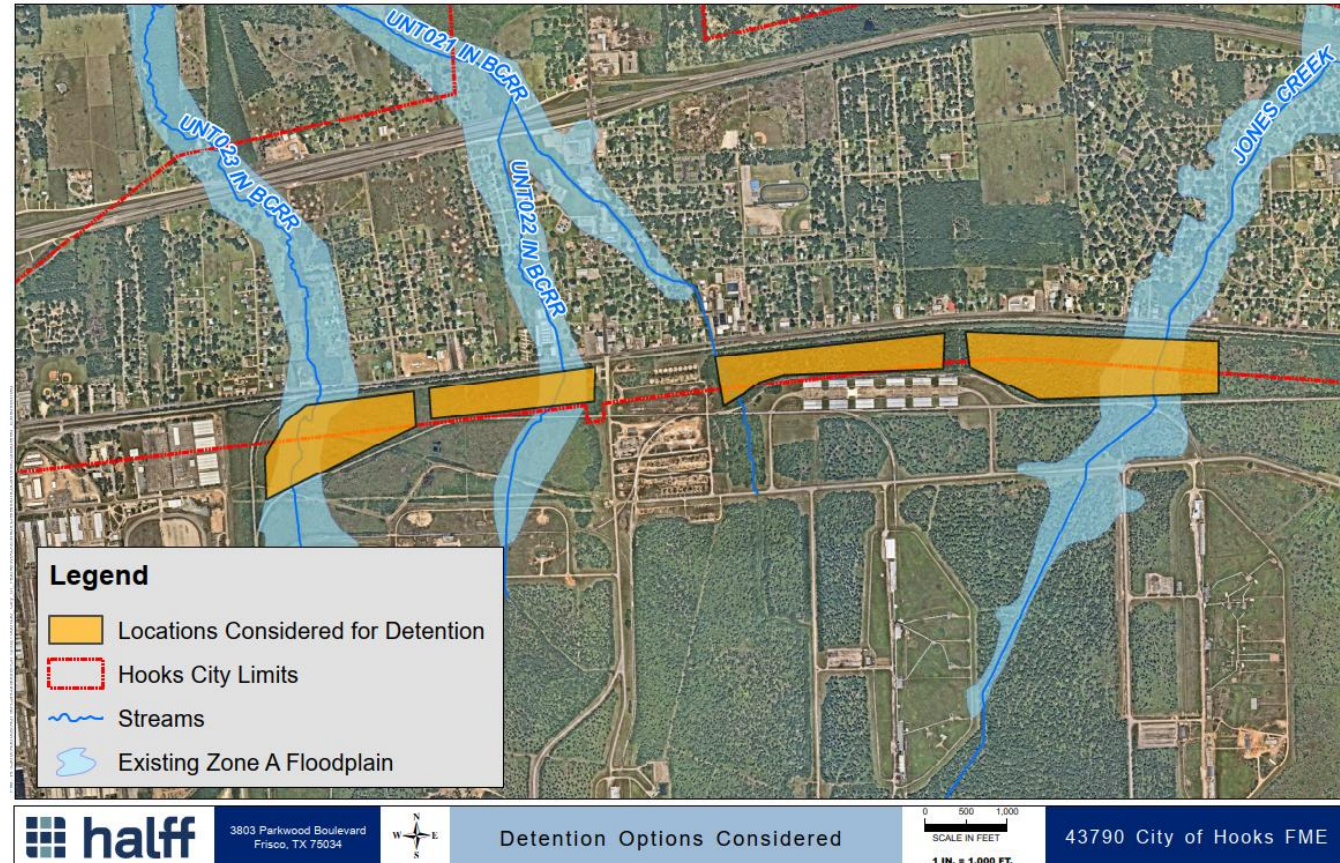 UNT021 IN BCRR
UNT023 IN BCRR
UNT022 IN BCRR
JONES CREEK
Legend
Locations Considered for Detention
Hooks City Limits
Streams
Existing Zone A Floodplain
halff
3803 Parkwood Boulevard
Frisco, TX 75034
N
W E
S
Detention Options Considered
0 500 1,000
SCALE IN FEET
1 IN. = 1,000 FT.
43790 City of Hooks FME